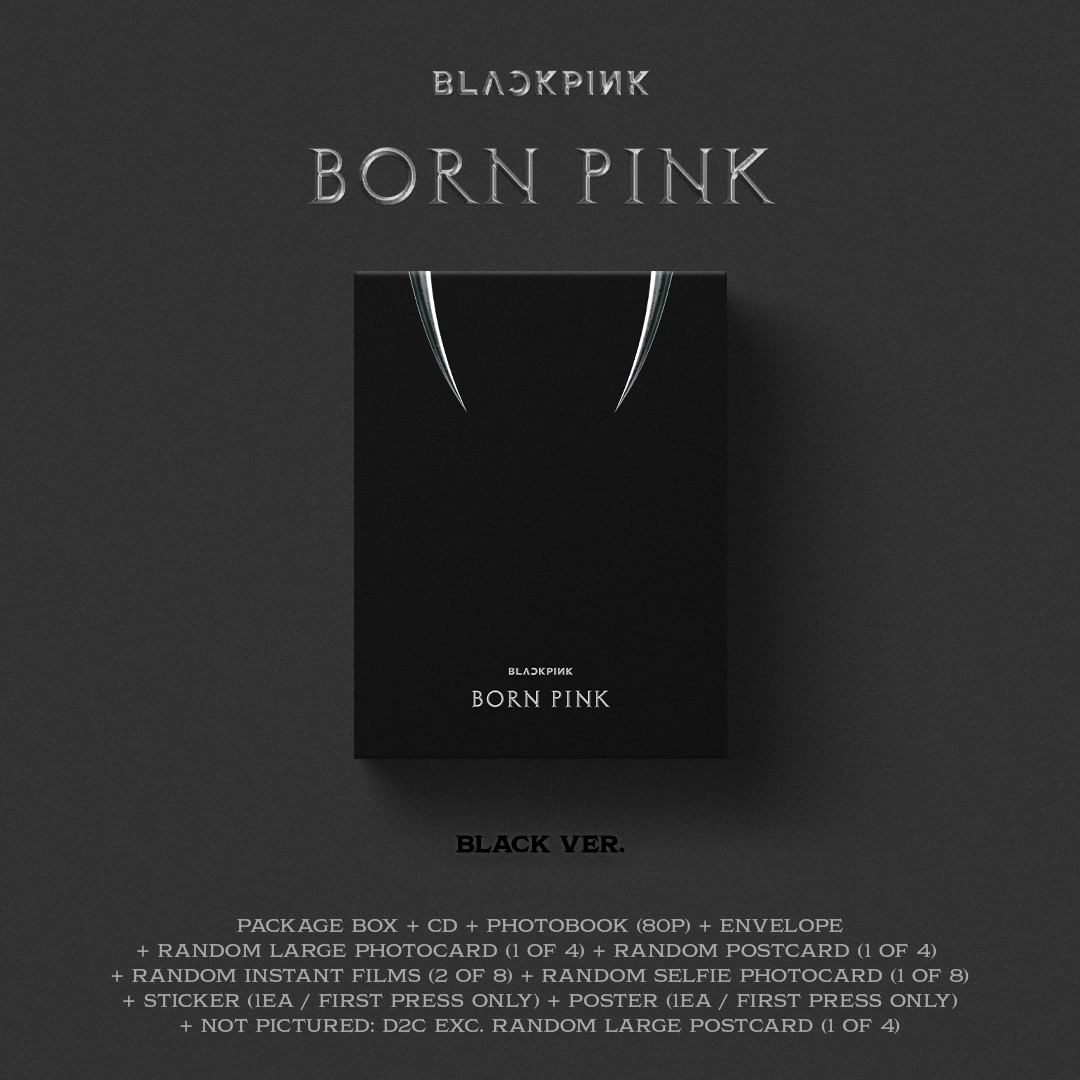 BLACKPINK
BORN PINK
BLACKPINK
BORN PINK
BLACK VER.
PACKAGE BOX + CD + PHOTOBOOK (80P) + ENVELOPE
+ RANDOM LARGE PHOTOCARD (1 OF 4) + RANDOM POSTCARD (1 OF 4)
+ RANDOM INSTANT FILMS (2 OF 8) + RANDOM SELFIE PHOTOCARD (1 OF 8)
+ STICKER (1EA / FIRST PRESS ONLY) + POSTER (1EA / FIRST PRESS ONLY)
+ NOT PICTURED: D2C EXC. RANDOM LARGE POSTCARD (1 OF 4)